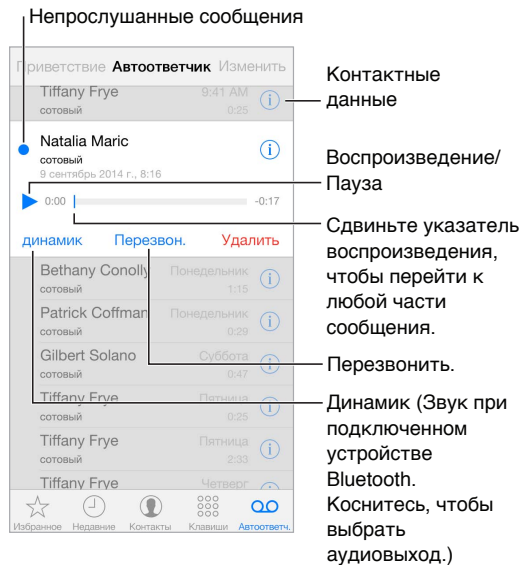 Непрослушанные сообщения
Приветствие Автоответчик Изменить
Tiffany Frye 9:41 AM
сотовый 0:25
Контактные
данные
Natalia Maric
сотовый
9 сентябрь 2014 г., 8:16
Воспроизведение/
Пауза
0:00 -0:17
Сдвиньте указатель
воспроизведения,
чтобы перейти к
любой части
сообщения.
динамик Перезвон. Удалить
Bethany Conolly Понедельник
сотовый 1:15
Patrick Coffman Понедельник
сотовый 0:29
Gilbert Solano Суббота
сотовый 0:47
Перезвонить.
Tiffany Frye Пятница
сотовый 0:25
Tiffany Frye Пятница
сотовый 2:33
Tiffany Frye Четверг
Динамик (Звук при
подключенном
устройстве
Bluetooth.
Коснитесь, чтобы
выбрать
аудиовыход.)
Избранное Недавние Контакты Клавиши Автоответч.